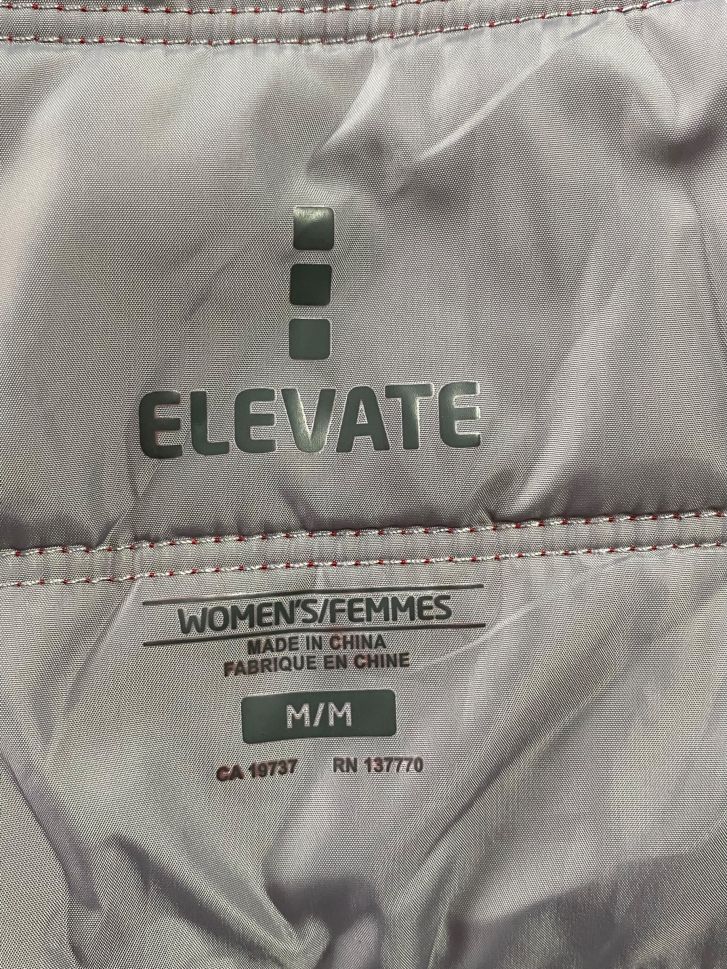 ELEVATE
WOMEN'S/FEMMES
MADE IN CHINA
FABRIQUE EN CHINE
M/M
CA 19737 RN 137770